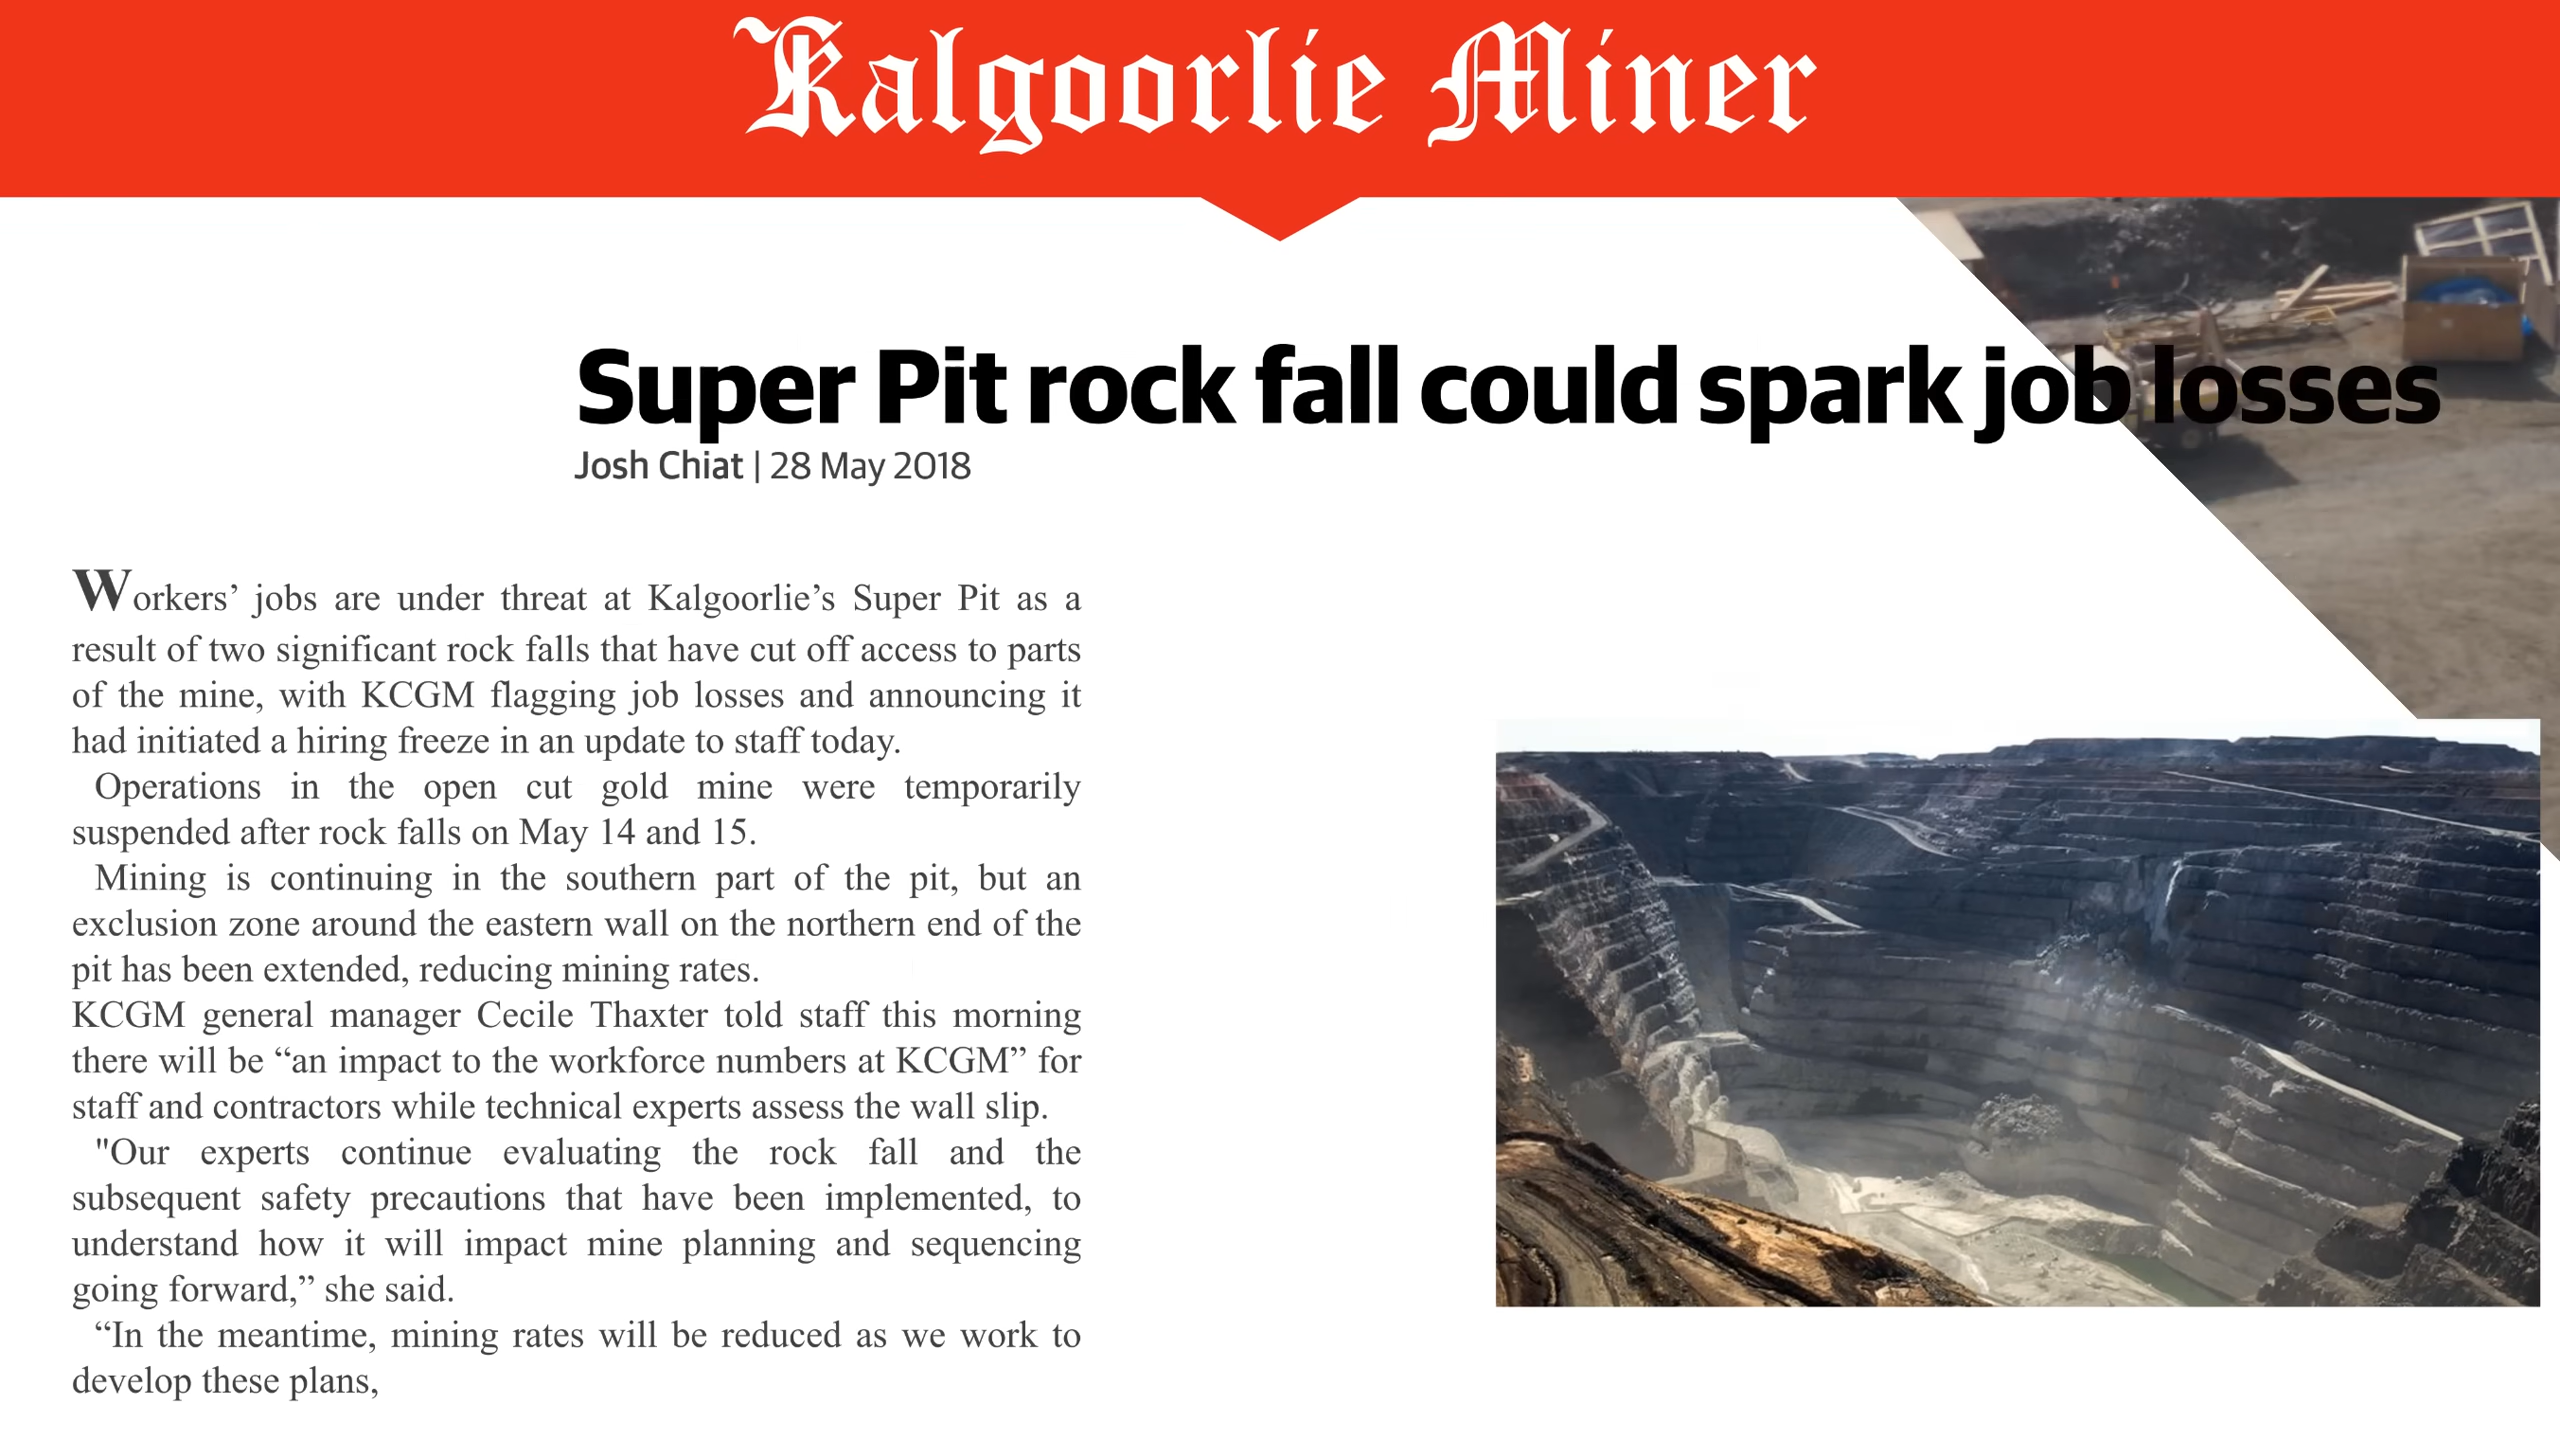 Kalgoorlie Miner
Super Pit rock fall could spark job losses
Josh Chiat | 28 May 2018
Workers’ jobs are under threat at Kalgoorlie’s Super Pit as a
result of two significant rock falls that have cut off access to parts
of the mine, with KCGM flagging job losses and announcing it
had initiated a hiring freeze in an update to staff today.
Operations in the open cut gold mine were temporarily
suspended after rock falls on May 14 and 15.
Mining is continuing in the southern part of the pit, but an
exclusion zone around the eastern wall on the northern end of the
pit has been extended, reducing mining rates.
KCGM general manager Cecile Thaxter told staff this morning
there will be “an impact to the workforce numbers at KCGM” for
staff and contractors while technical experts assess the wall slip.
"Our experts continue evaluating the rock fall and the
subsequent safety precautions that have been implemented, to
understand how it will impact mine planning and sequencing
going forward,” she said.
“In the meantime, mining rates will be reduced as we work to
develop these plans,